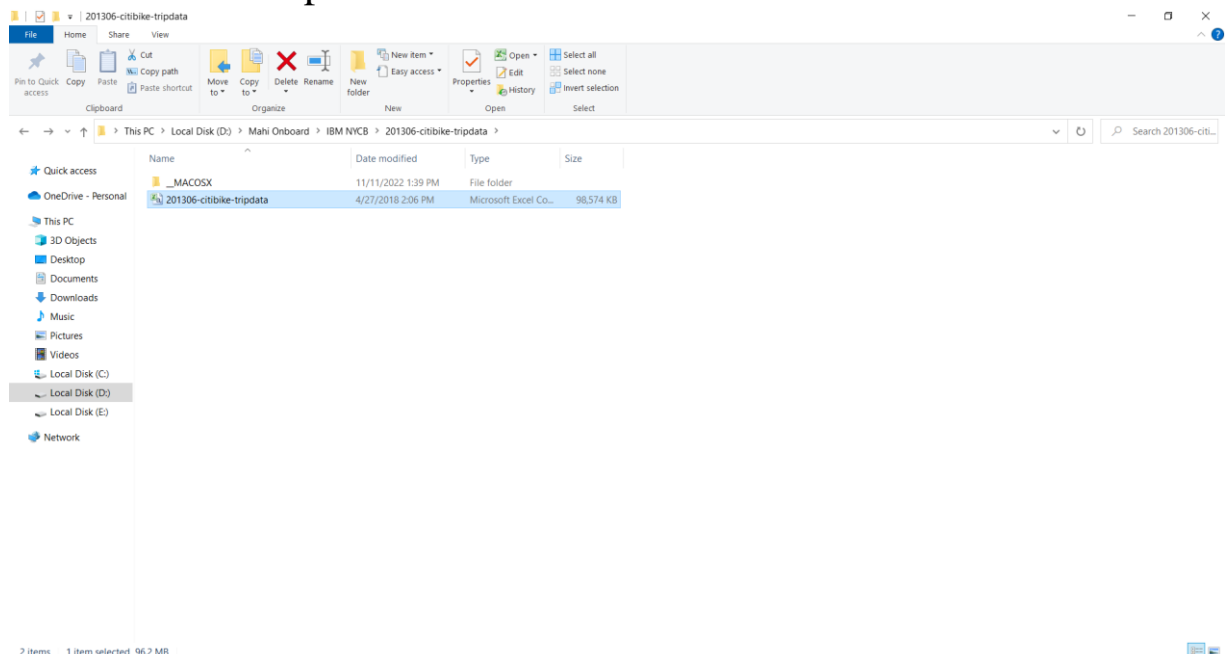 201306-citibike-tripdata
File Home Share View
Pin to Quick access
Copy
Paste
Cut
Copy path
Paste shortcut
Clipboard
Move to
Copy to
Delete
Rename
Organize
New folder
New item
Easy access
New
Properties
Open
Edit
History
Open
Select all
Select none
Invert selection
Select
This PC > Local Disk (D:) > Mahi Onboard > IBM NYCB > 201306-citibike-tripdata >
Search 201306-citi...
Name Date modified Type Size
__MACOSX 11/11/2022 1:39 PM File folder
201306-citibike-tripdata 4/27/2018 2:06 PM Microsoft Excel Co... 98,574 KB
Quick access
OneDrive - Personal
This PC
3D Objects
Desktop
Documents
Downloads
Music
Pictures
Videos
Local Disk (C:)
Local Disk (D:)
Local Disk (E:)
Network
2 items 1 item selected 96.2 MB